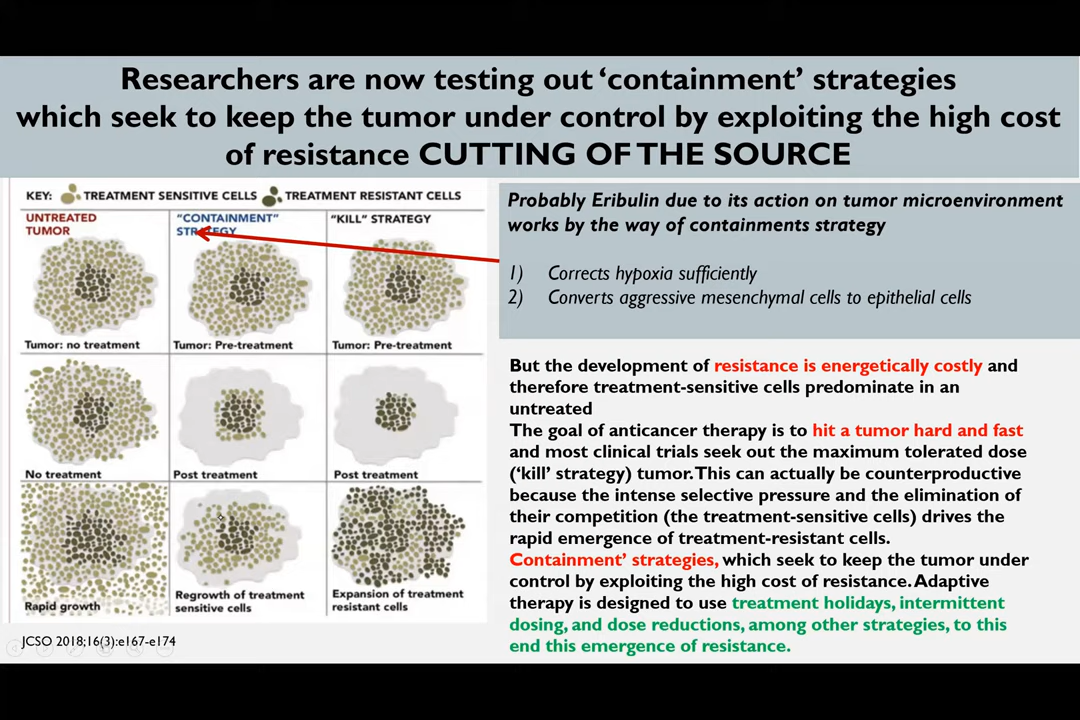 Researchers are now testing out ‘containment’ strategies
which seek to keep the tumor under control by exploiting the high cost
of resistance CUTTING OF THE SOURCE
KEY: TREATMENT SENSITIVE CELLS TREATMENT RESISTANT CELLS
UNTREATED
TUMOR
"CONTAINMENT"
STRATEGY
"KILL" STRATEGY
Tumor: no treatment
Tumor: Pre-treatment
Tumor: Pre-treatment
No treatment
Post treatment
Post treatment
Rapid growth
Regrowth of treatment
sensitive cells
Expansion of treatment
resistant cells
JCSO 2018;16(3):e167-e174
Probably Eribulin due to its action on tumor microenvironment
works by the way of containments strategy
1) Corrects hypoxia sufficiently
2) Converts aggressive mesenchymal cells to epithelial cells
But the development of resistance is energetically costly and
therefore treatment-sensitive cells predominate in an
untreated
The goal of anticancer therapy is to hit a tumor hard and fast
and most clinical trials seek out the maximum tolerated dose
(‘kill’ strategy) tumor. This can actually be counterproductive
because the intense selective pressure and the elimination of
their competition (the treatment-sensitive cells) drives the
rapid emergence of treatment-resistant cells.
Containment’ strategies, which seek to keep the tumor under
control by exploiting the high cost of resistance. Adaptive
therapy is designed to use treatment holidays, intermittent
dosing, and dose reductions, among other strategies, to this
end this emergence of resistance.